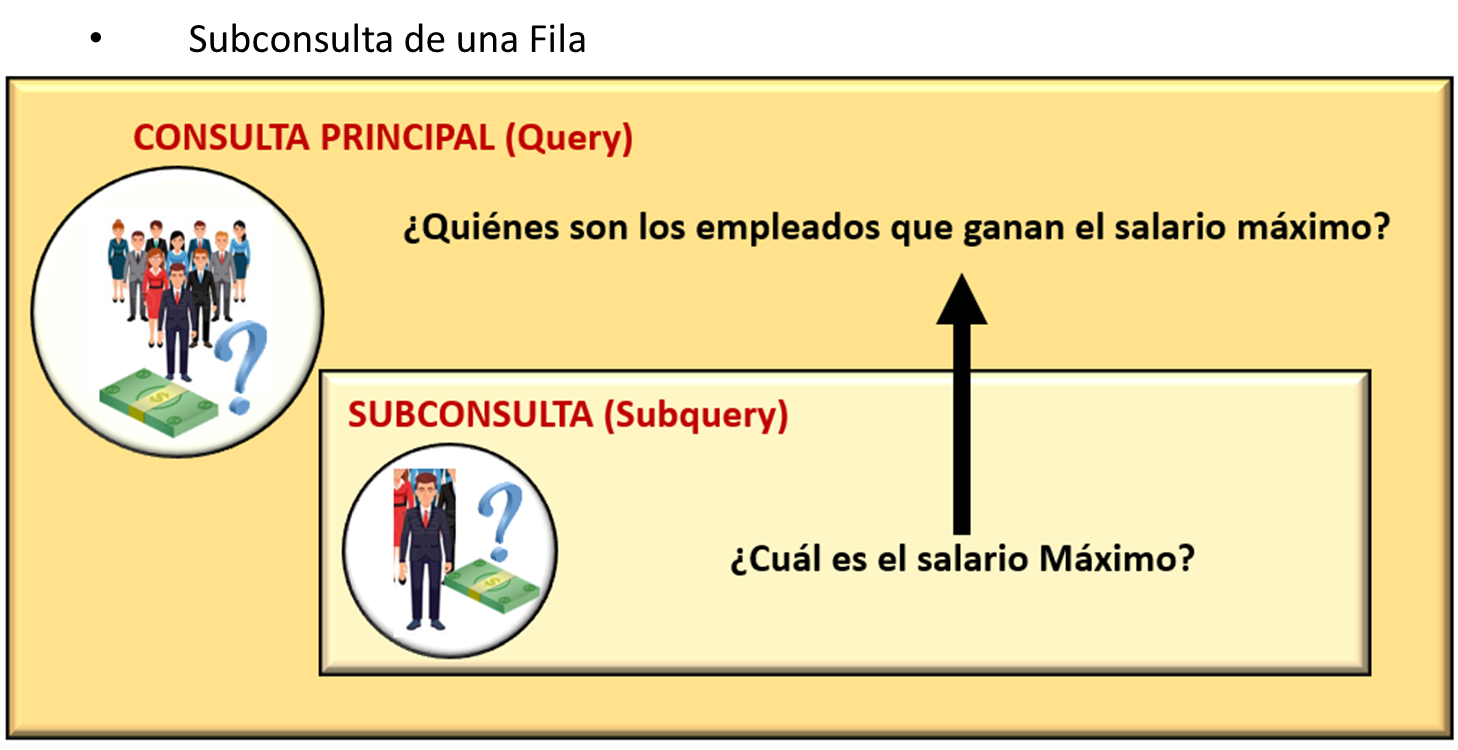 • Subconsulta de una Fila
CONSULTA PRINCIPAL (Query)
¿Quiénes son los empleados que ganan el salario máximo?
SUBCONSULTA (Subquery)
¿Cuál es el salario Máximo?